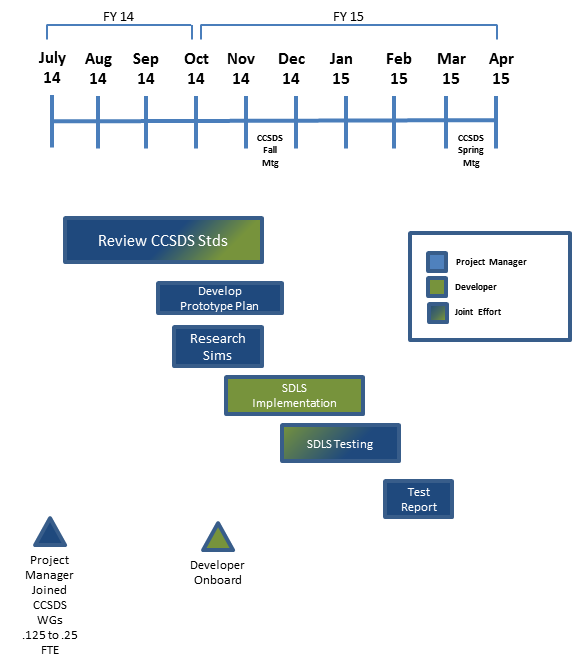 FY 14
FY 15
July
14
Aug
14
Sep
14
Oct
14
Nov
14
Dec
14
Jan
15
Feb
15
Mar
15
Apr
15
CCSDS
Fall
Mtg
CCSDS
Spring
Mtg
Review CCSDS Stds
Develop
Prototype Plan
Research
Sims
SDLS
Implementation
SDLS Testing
Test
Report
Project Manager
Developer
Joint Effort
Project
Manager
Joined
CCSDS
WGs
.125 to .25
FTE
Developer
Onboard